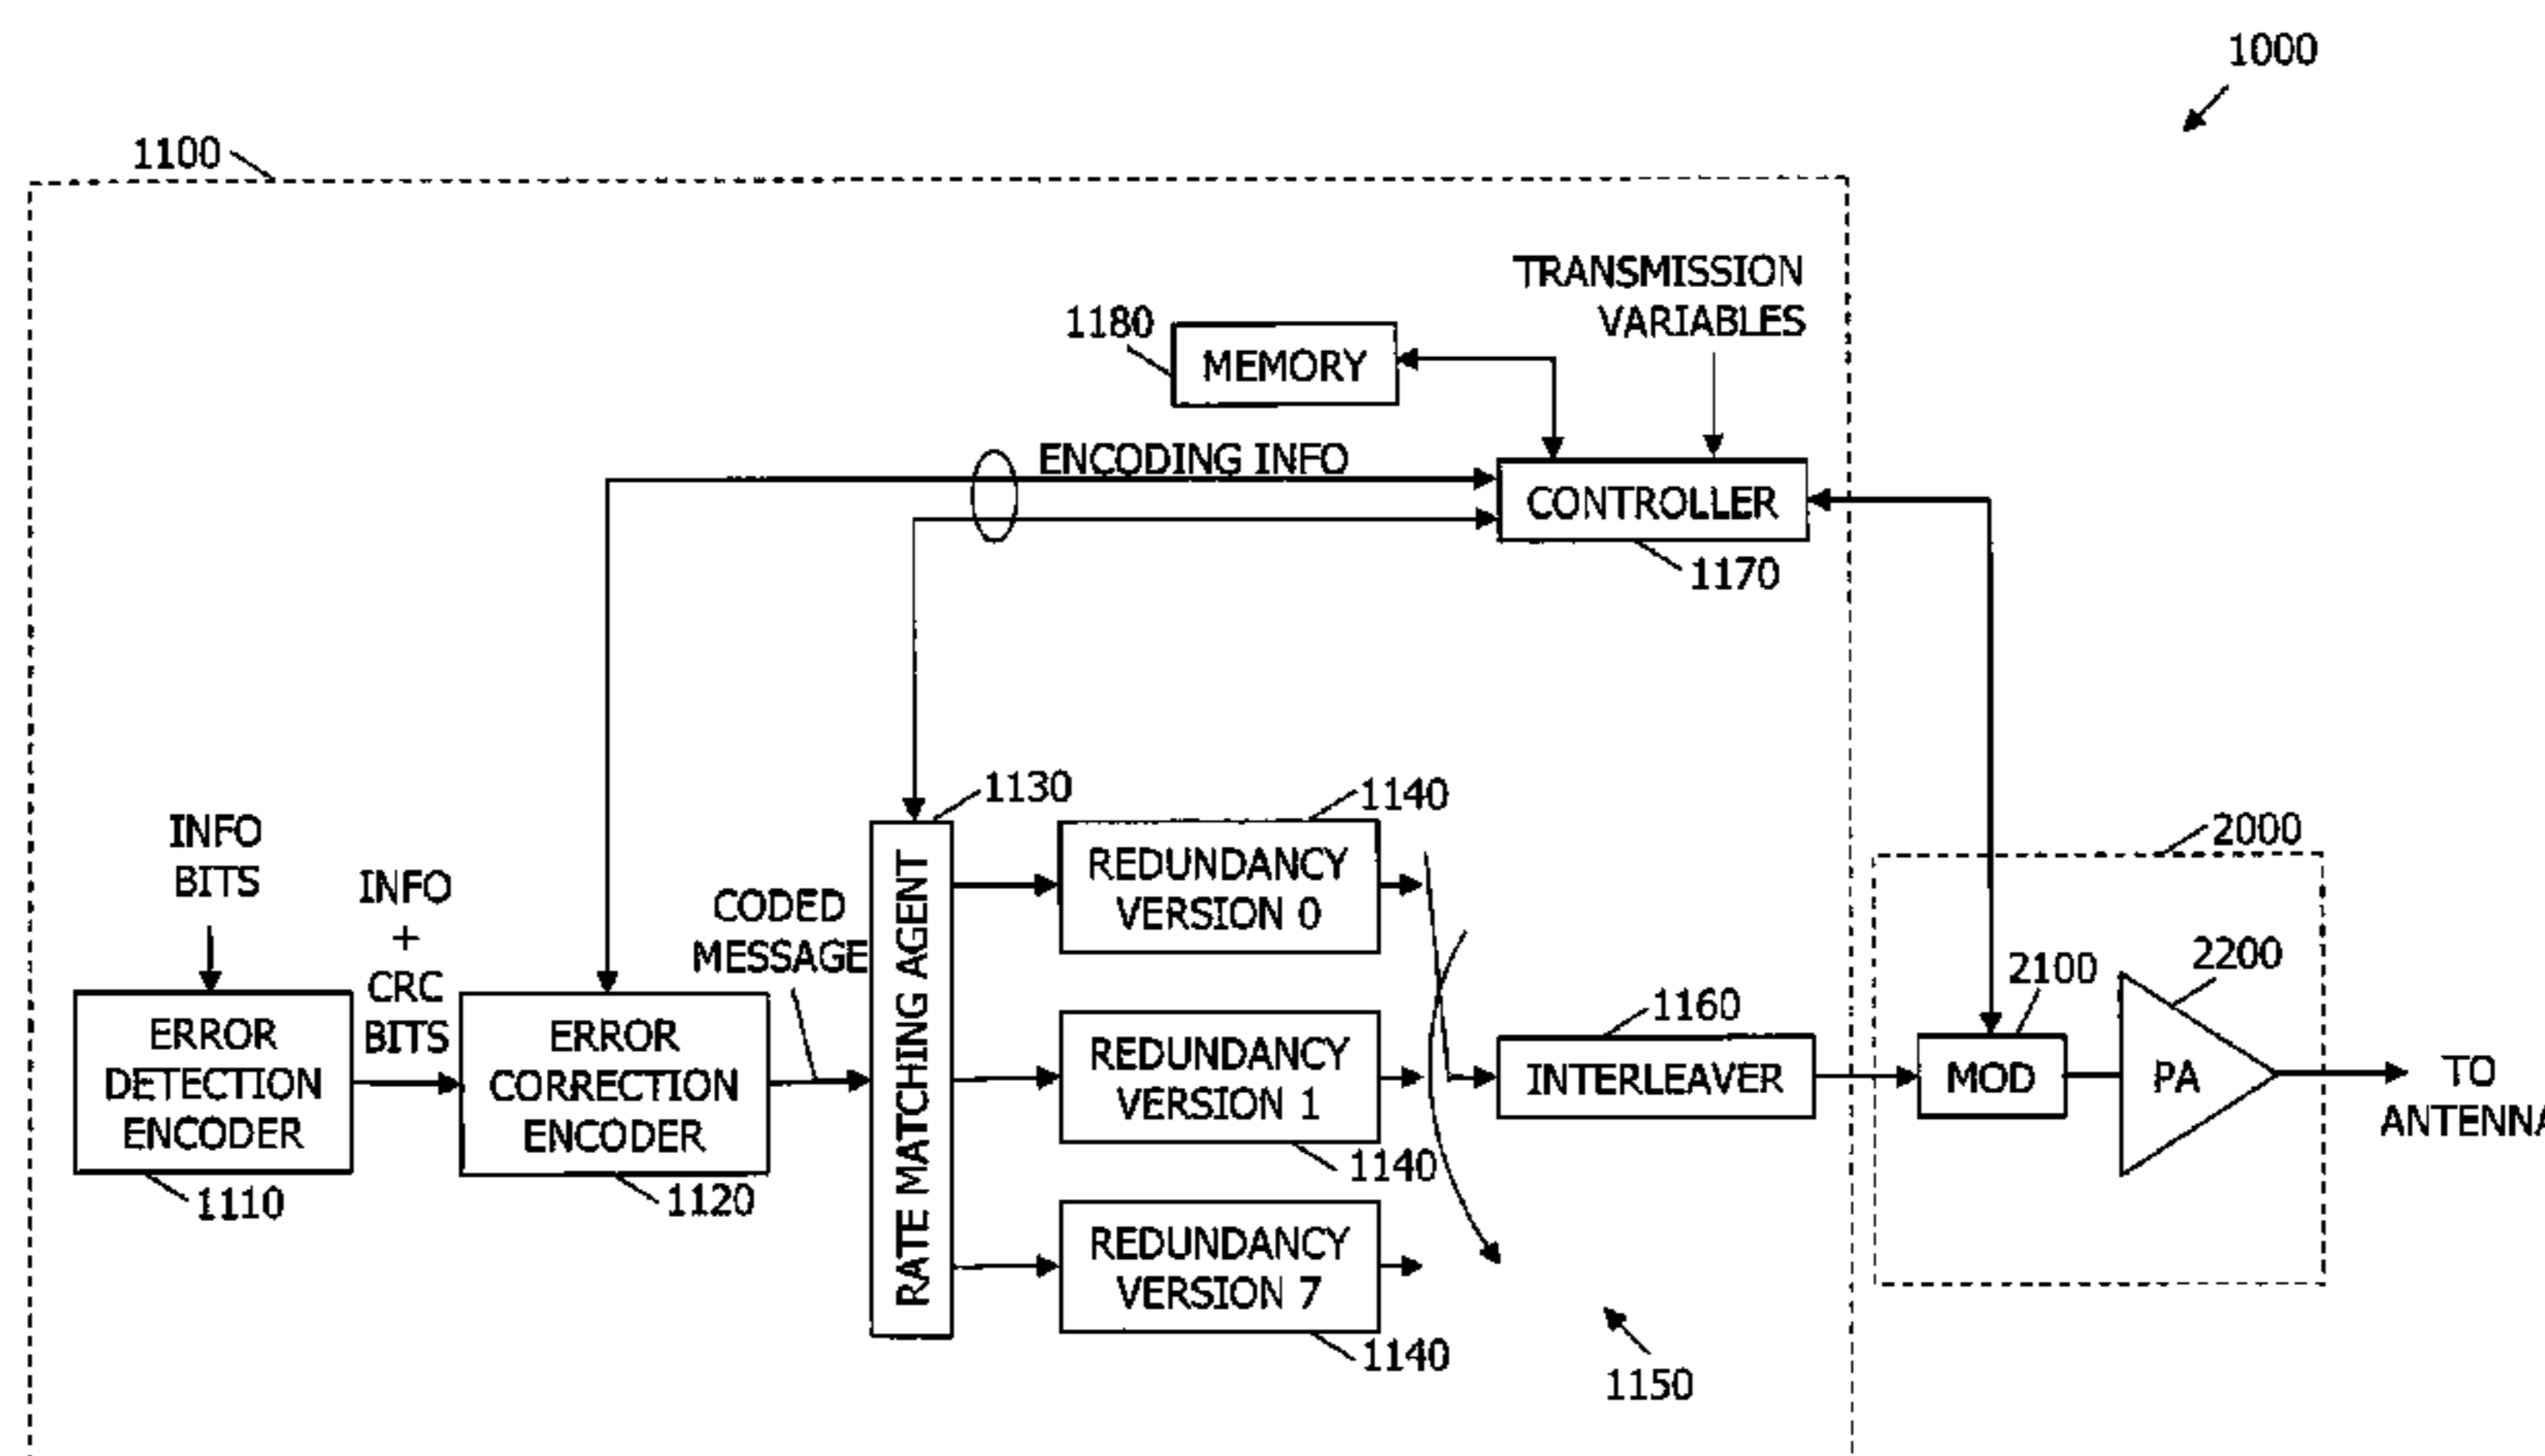 1000
1100
TRANSMISSION
VARIABLES
1180
MEMORY
ENCODING INFO
CONTROLLER
1170
1130
1140
INFO
BITS
INFO
+
CRC
BITS
CODED
MESSAGE
RATE MATCHING AGENT
REDUNDANCY
VERSION 0
2000
2200
2100
1160
ERROR
DETECTION
ENCODER
ERROR
CORRECTION
ENCODER
REDUNDANCY
VERSION 1
INTERLEAVER
MOD
PA
TO
ANTENNA
1110
1120
1140
REDUNDANCY
VERSION 7
1140
1150